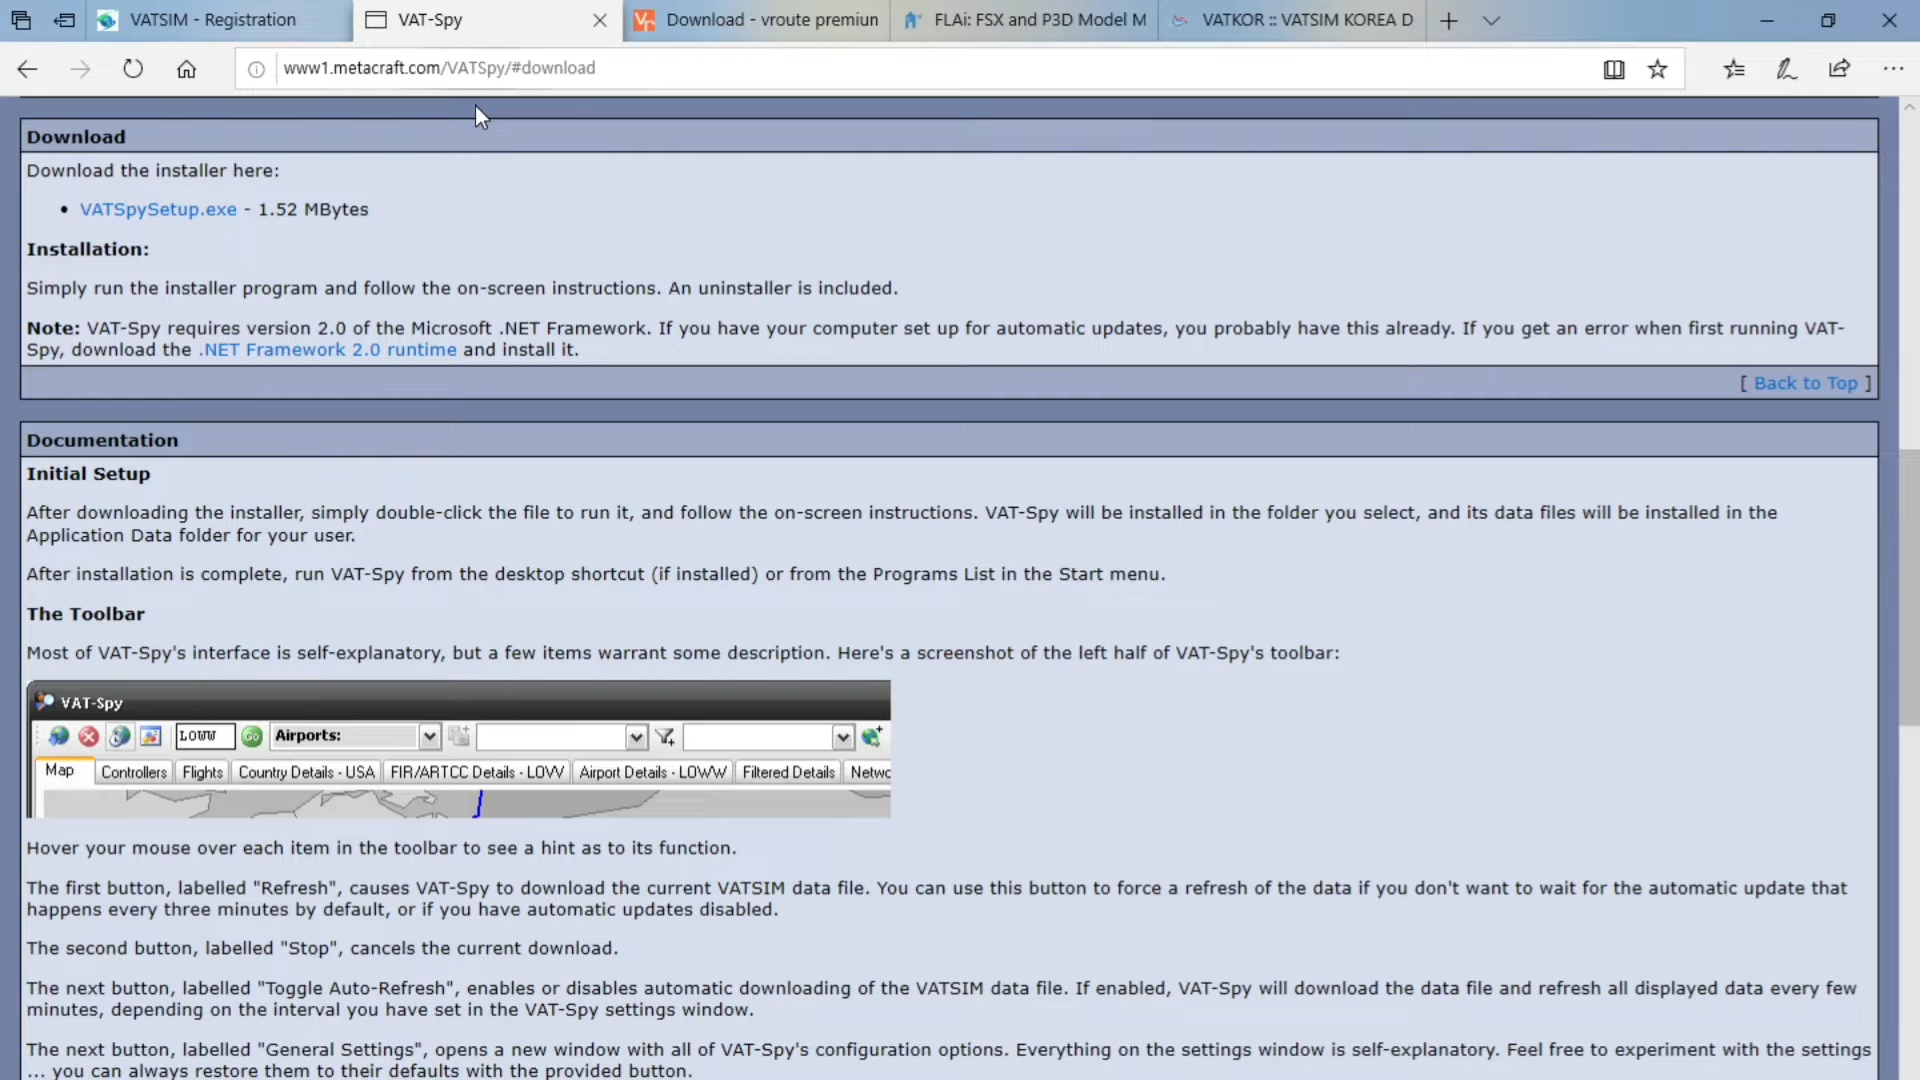 VATSIM - Registration
VAT-Spy
Download - vroute premiun
FLAi: FSX and P3D Model M
VATKOR :: VATSIM KOREA D
www1.metacraft.com/VATSpy/#download
Download
Download the installer here:
• VATSpySetup.exe - 1.52 MBytes
Installation:
Simply run the installer program and follow the on-screen instructions. An uninstaller is included.
Note: VAT-Spy requires version 2.0 of the Microsoft .NET Framework. If you have your computer set up for automatic updates, you probably have this already. If you get an error when first running VAT-
Spy, download the .NET Framework 2.0 runtime and install it.
[ Back to Top ]
Documentation
Initial Setup
After downloading the installer, simply double-click the file to run it, and follow the on-screen instructions. VAT-Spy will be installed in the folder you select, and its data files will be installed in the
Application Data folder for your user.
After installation is complete, run VAT-Spy from the desktop shortcut (if installed) or from the Programs List in the Start menu.
The Toolbar
Most of VAT-Spy's interface is self-explanatory, but a few items warrant some description. Here's a screenshot of the left half of VAT-Spy's toolbar:
VAT-Spy
LOWW GO Airports:
Map Controllers Flights Country Details - USA FIR/ARTCC Details - LOVV Airport Details - LOWW Filtered Details Netwo
Hover your mouse over each item in the toolbar to see a hint as to its function.
The first button, labelled "Refresh", causes VAT-Spy to download the current VATSIM data file. You can use this button to force a refresh of the data if you don't want to wait for the automatic update that
happens every three minutes by default, or if you have automatic updates disabled.
The second button, labelled "Stop", cancels the current download.
The next button, labelled "Toggle Auto-Refresh", enables or disables automatic downloading of the VATSIM data file. If enabled, VAT-Spy will download the data file and refresh all displayed data every few
minutes, depending on the interval you have set in the VAT-Spy settings window.
The next button, labelled "General Settings", opens a new window with all of VAT-Spy's configuration options. Everything on the settings window is self-explanatory. Feel free to experiment with the settings
... you can always restore them to their defaults with the provided button.